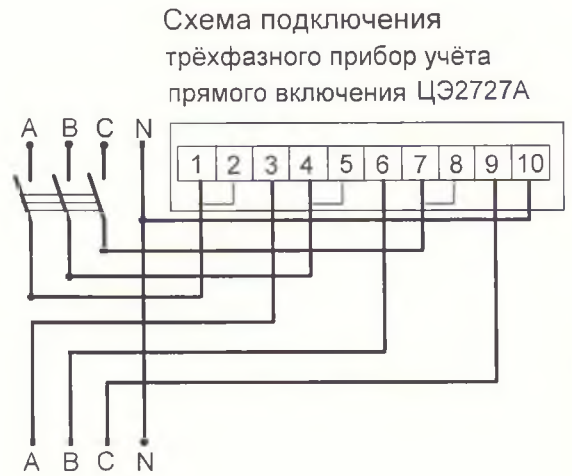 Схема подключения
трёхфазного прибор учёта
прямого включения ЦЭ2727А
A B C N
1 2 3 4 5 6 7 8 9 10
A B C N